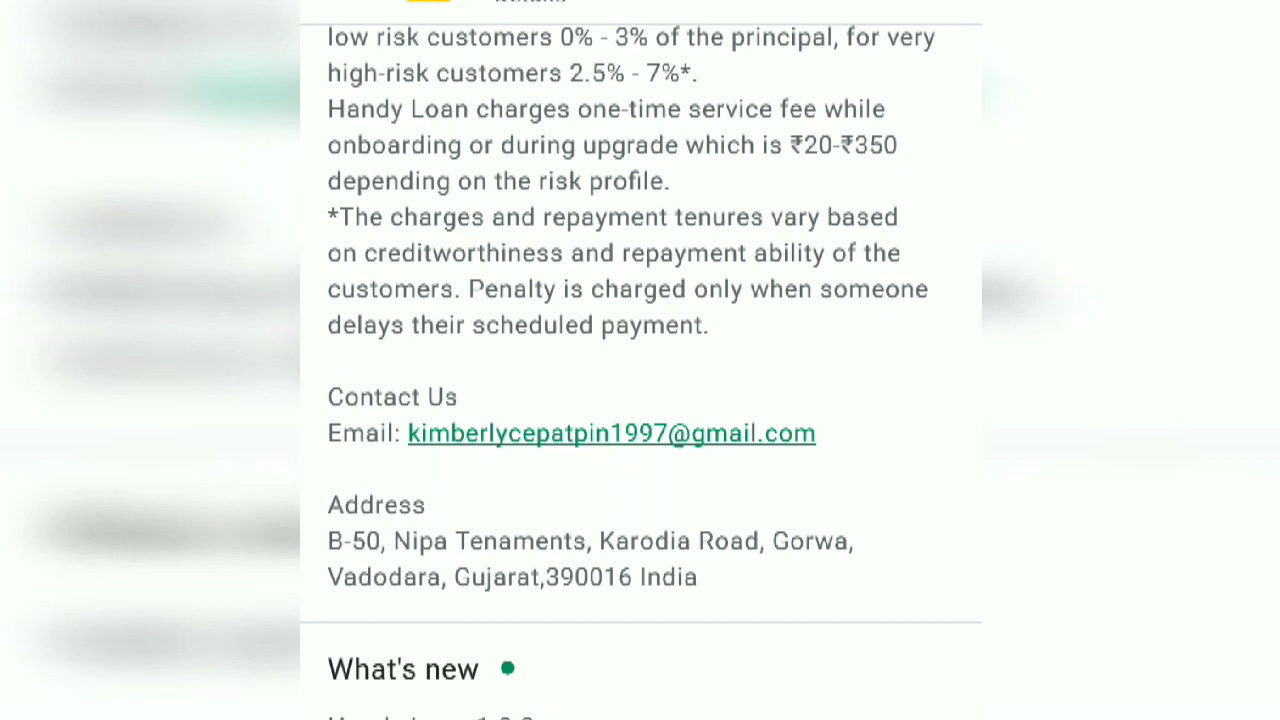 low risk customers 0% - 3% of the principal, for very
high-risk customers 2.5% - 7%*.
Handy Loan charges one-time service fee while
onboarding or during upgrade which is ₹20-₹350
depending on the risk profile.
*The charges and repayment tenures vary based
on creditworthiness and repayment ability of the
customers. Penalty is charged only when someone
delays their scheduled payment.
Contact Us
Email: kimberlycepatpin1997@gmail.com
Address
B-50, Nipa Tenaments, Karodia Road, Gorwa,
Vadodara, Gujarat,390016 India
What's new